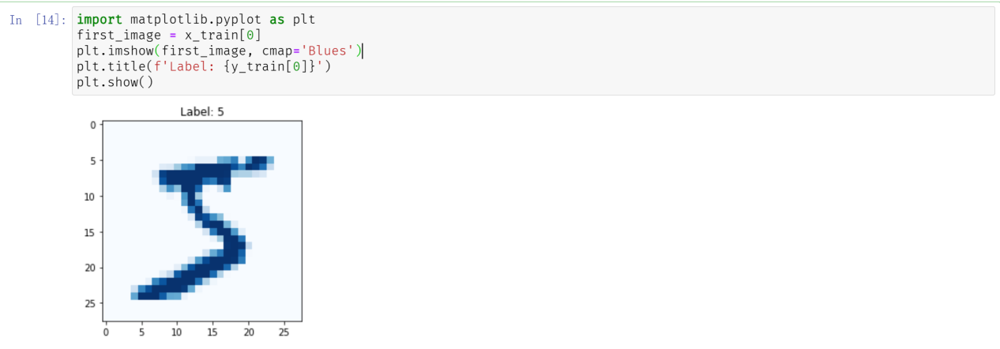 In [14]:
import matplotlib.pyplot as plt
first_image = x_train[0]
plt.imshow(first_image, cmap='Blues')
plt.title(f'Label: {y_train[0]}')
plt.show()
Label: 5
0
5
10
15
20
25
0 5 10 15 20 25